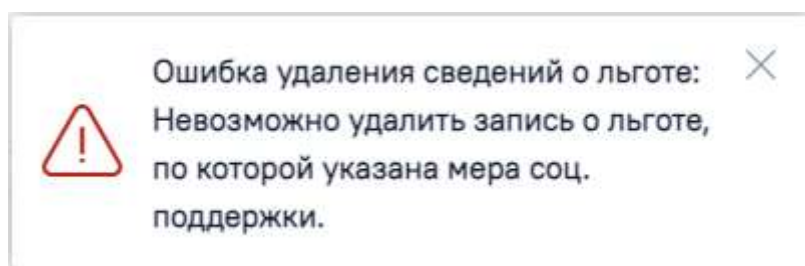 Ошибка удаления сведений о льготе:
Невозможно удалить запись о льготе,
по которой указана мера соц.
поддержки.